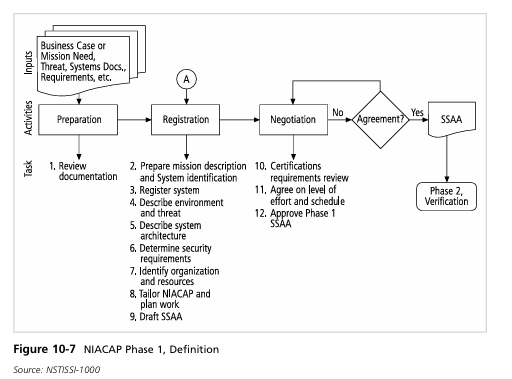 Inputs
Business Case or
Mission Need,
Threat, Systems Docs.,
Requirements, etc.
A
Activities
Preparation
Registration
Negotiation
No
Agreement?
Yes
SSAA
Task
1. Review
documentation
2. Prepare mission description
and System identification
3. Register system
4. Describe environment
and threat
5. Describe system
architecture
6. Determine security
requirements
7. Identify organization
and resources
8. Tailor NIACAP and
plan work
9. Draft SSAA
10. Certifications
requirements review
11. Agree on level of
effort and schedule
12. Approve Phase 1
SSAA
Phase 2,
Verification
Figure 10-7 NIACAP Phase 1, Definition
Source: NSTISSI-1000